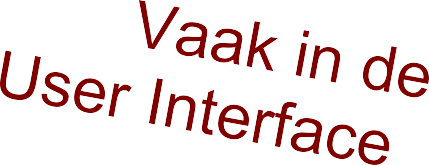 Vaak in de
User Interface